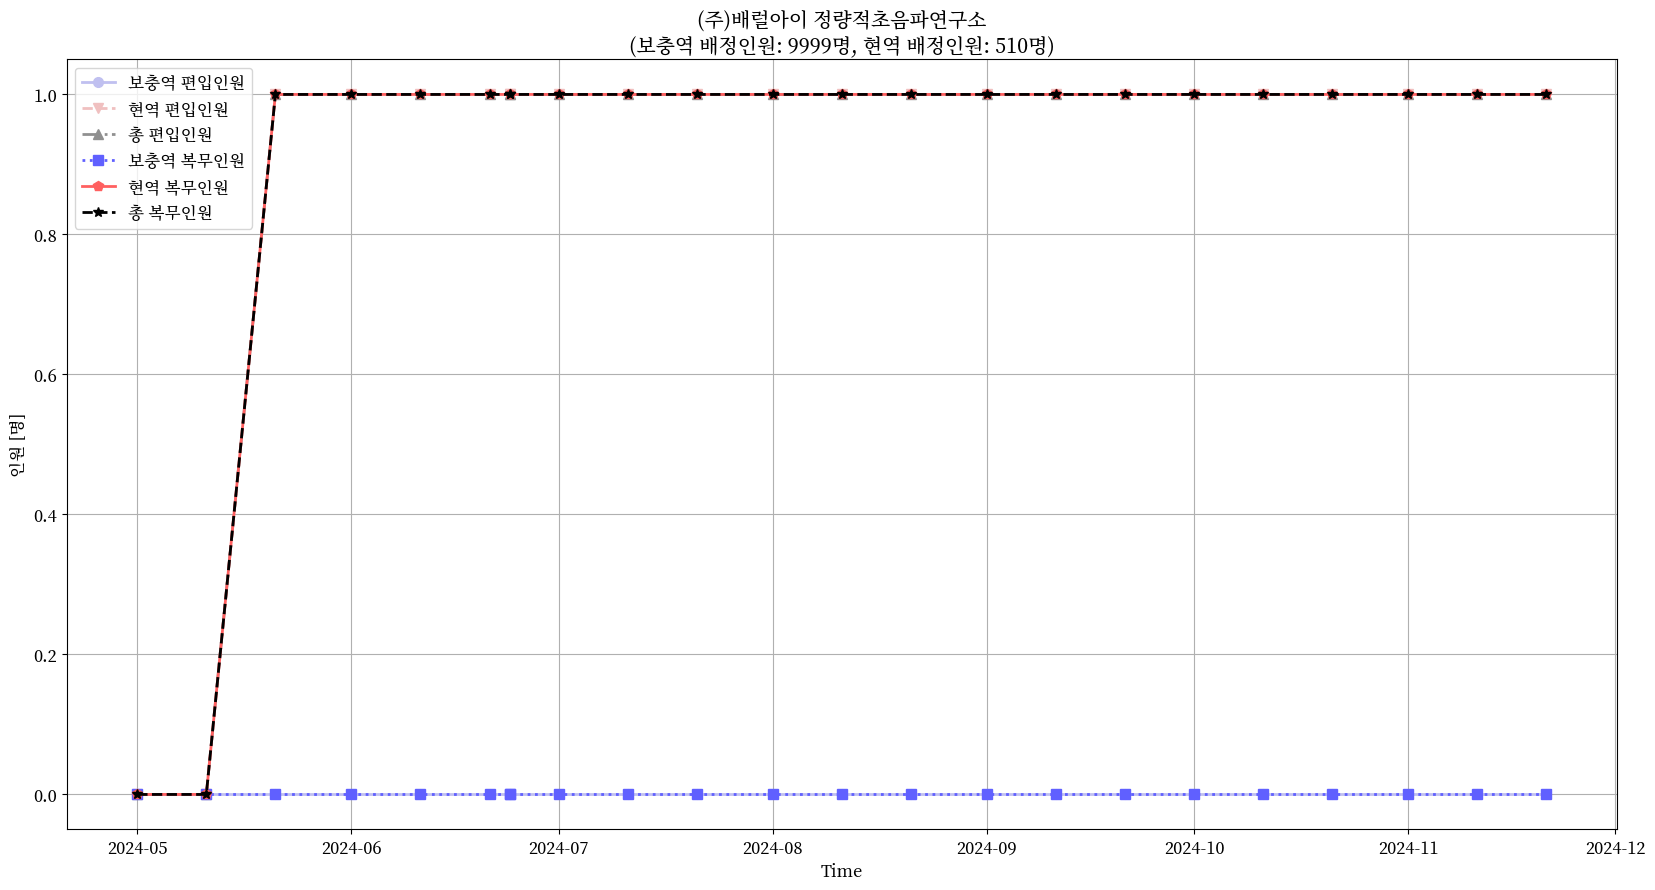 (주)배럴아이 정량적초음파연구소
(보충역 배정인원: 9999명, 현역 배정인원: 510명)
보충역 편입인원
현역 편입인원
총 편입인원
보충역 복무인원
현역 복무인원
총 복무인원
1.0
0.8
0.6
0.4
0.2
0.0
인원 [명]
2024-05 2024-06 2024-07 2024-08 2024-09 2024-10 2024-11 2024-12
Time